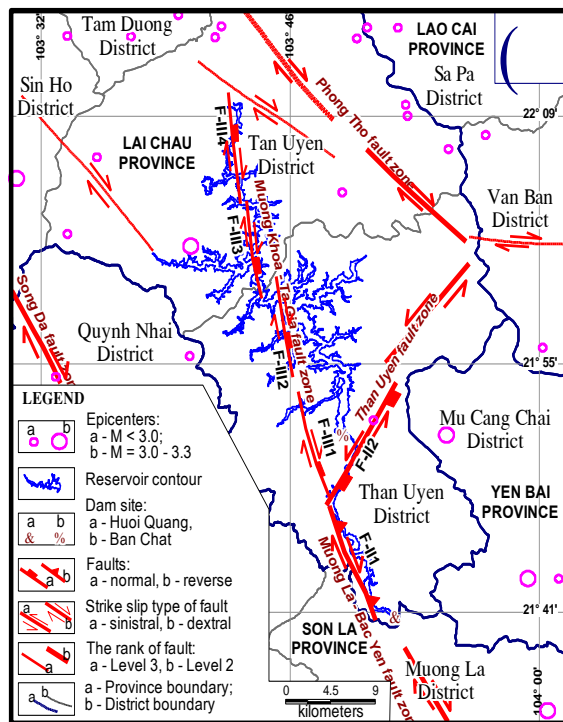 103° 32'
Tam Duong
District
103° 46'
LAO CAI
PROVINCE
Sa Pa
District
Sin Ho
District
Phong Tho fault zone
22° 09'
LAI CHAU
PROVINCE
F-III4
Tan Uyen
District
Van Ban
District
Muong Khoa - Ta Gia fault zone
F-III3
Song Da fault zon
Quynh Nhai
District
Than Uyen fault zone
F-III2
21° 55'
LEGEND
a b
Epicenters:
a - M < 3.0;
b - M = 3.0 - 3.3
Reservoir contour
Dam site:
a b
a - Huoi Quang,
& %
b - Ban Chat
Faults:
a b
a - normal, b - reverse
Strike slip type of fault
a b
a - sinistral, b - dextral
The rank of fault:
a b
a - Level 3, b - Level 2
a - Province boundary;
a b
b - District boundary
F-III1
%
F-II2
Mu Cang Chai
District
Than Uyen
District
YEN BAI
PROVINCE
F-II1
Muong La - Bac Yen fault zone
&
21° 41'
SON LA
PROVINCE
Muong La
District
0 4.5 9
kilometers
104° 00'